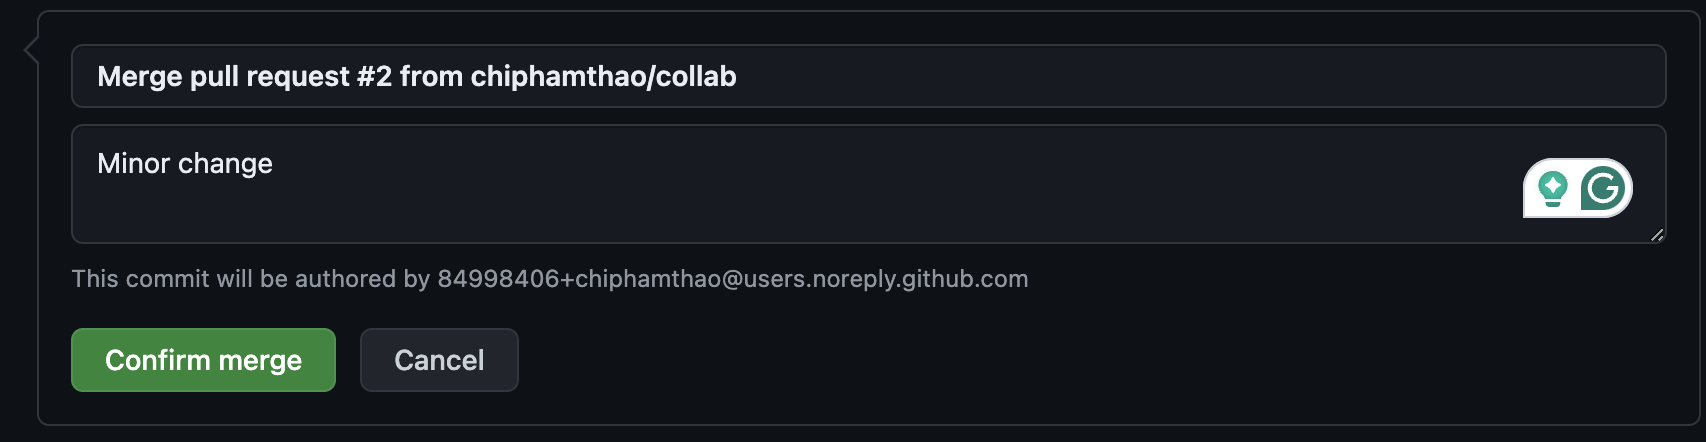 Merge pull request #2 from chiphamthao/collab
Minor change
This commit will be authored by 84998406+chiphamthao@users.noreply.github.com
Confirm merge
Cancel